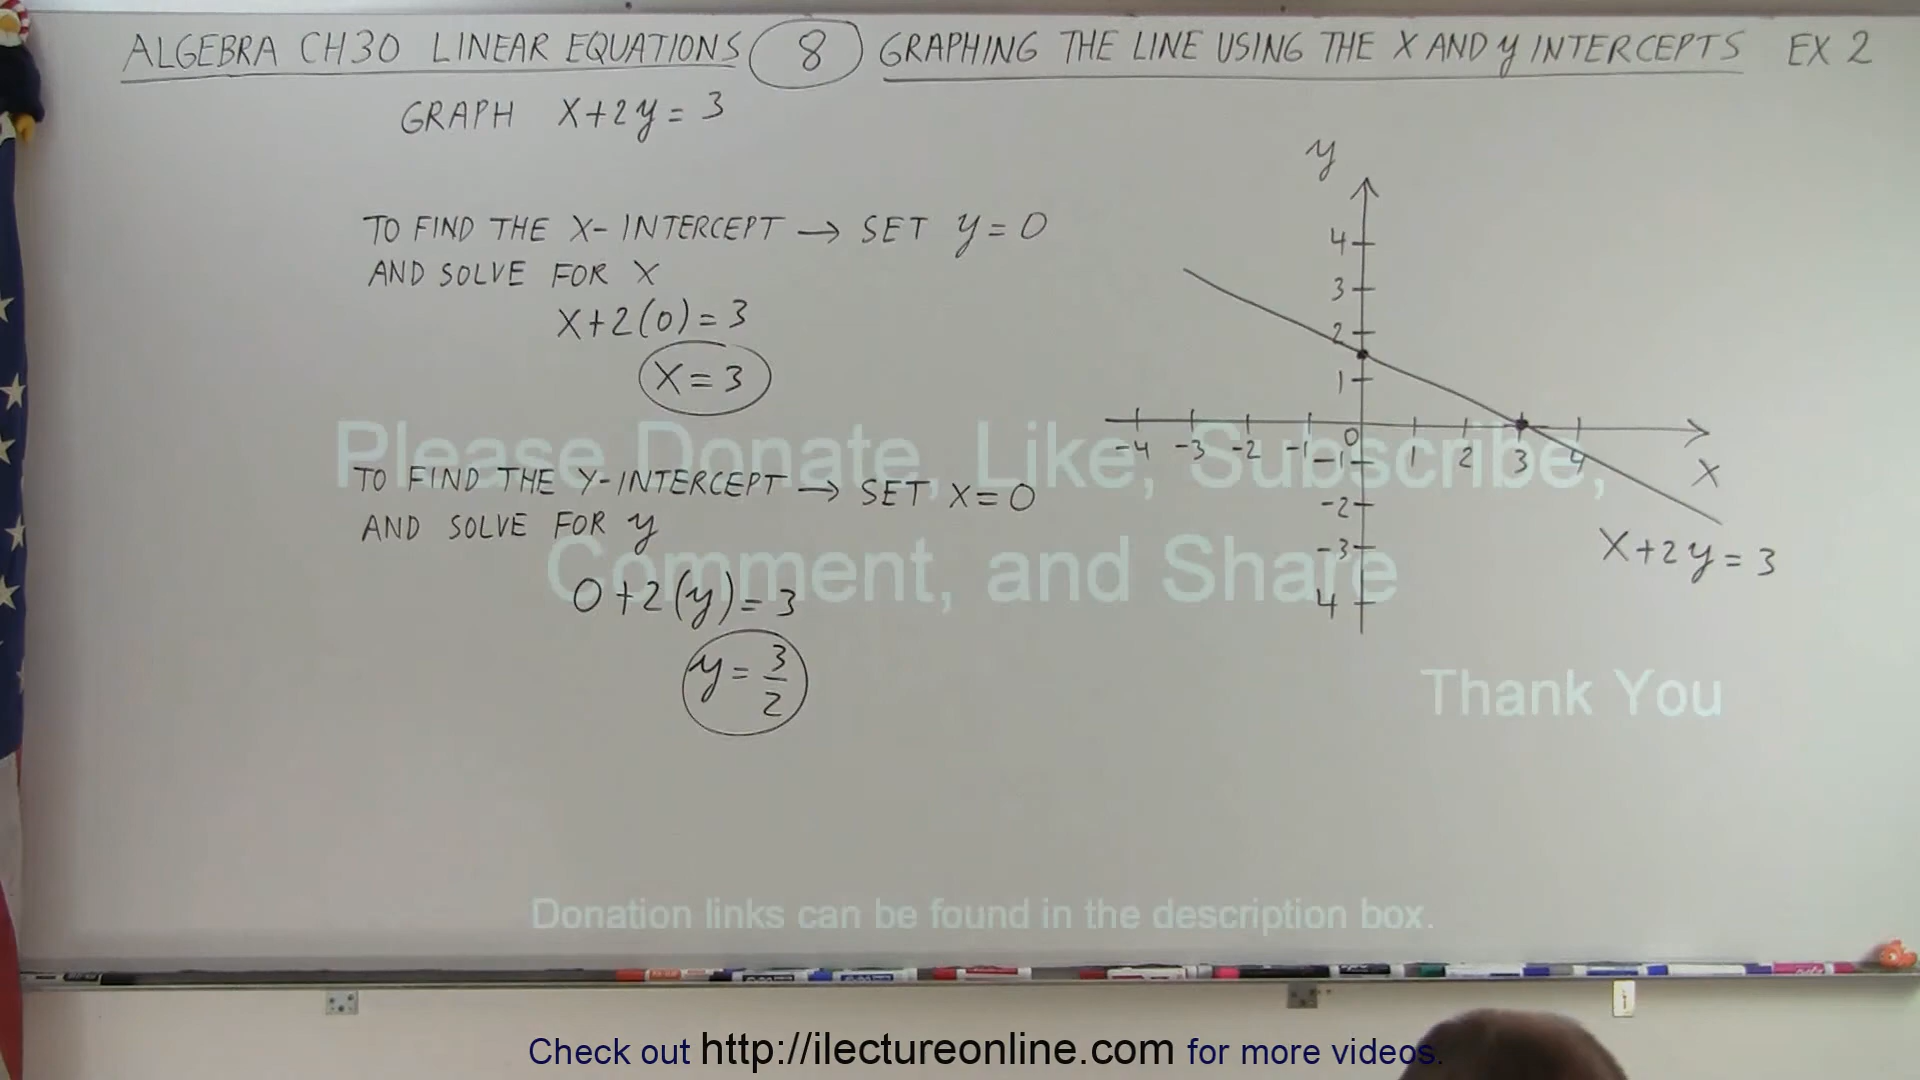 ALGEBRA CH30 LINEAR EQUATIONS 8 GRAPHING THE LINE USING THE X AND y INTERCEPTS EX 2
GRAPH X+2y=3
TO FIND THE X-INTERCEPT → SET y=0
AND SOLVE FOR X
X+2(0)=3
X=3
TO FIND THE Y-INTERCEPT → SET X=0
AND SOLVE FOR y
0+2(y)=3
y=3/2
y
4
3
2
1
-4 -3 -2 -1 0 1 2 3 4 X
-1
-2
-3
4
X+2y=3
Please Donate, Like, Subscribe,
Comment, and Share
Thank You
Donation links can be found in the description box.
Check out http://ilectureonline.com for more videos.